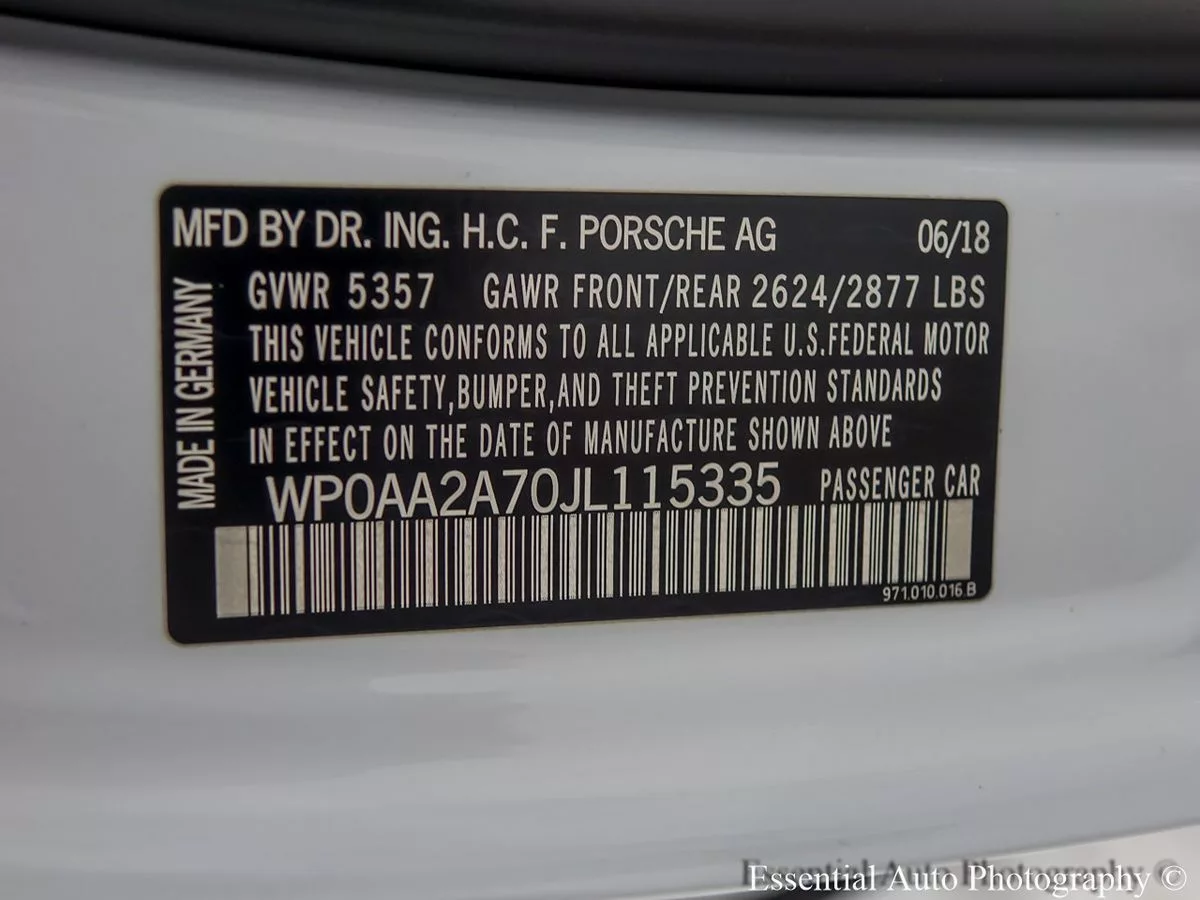 MFD BY DR. ING. H.C. F. PORSCHE AG 06/18
MADE IN GERMANY
GVWR 5357 GAWR FRONT/REAR 2624/2877 LBS
THIS VEHICLE CONFORMS TO ALL APPLICABLE U.S.FEDERAL MOTOR
VEHICLE SAFETY,BUMPER,AND THEFT PREVENTION STANDARDS
IN EFFECT ON THE DATE OF MANUFACTURE SHOWN ABOVE
WP0AA2A70JL115335 PASSENGER CAR
971.010.016 B
Essential Auto Photography ©